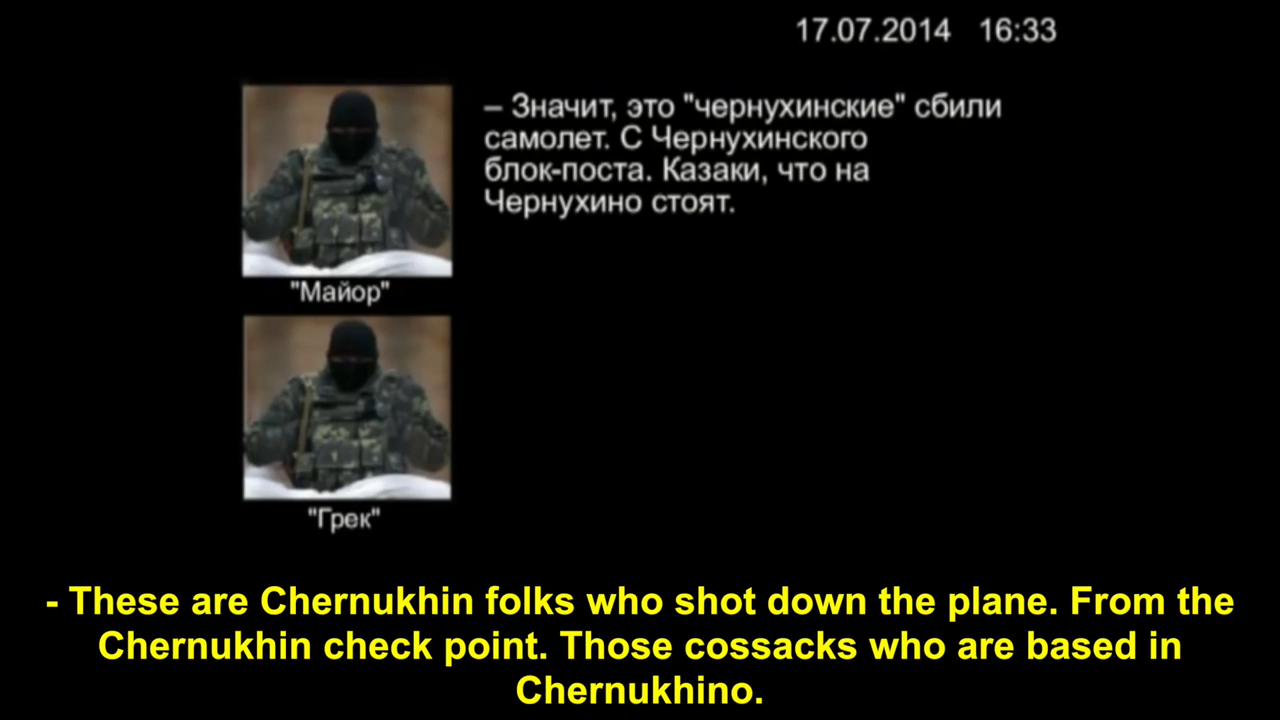 17.07.2014 16:33
– Значит, это "чернухинские" сбили
самолет. С Чернухинского
блок-поста. Казаки, что на
Чернухино стоят.
"Майор"
"Грек"
- These are Chernukhin folks who shot down the plane. From the
Chernukhin check point. Those cossacks who are based in
Chernukhino.